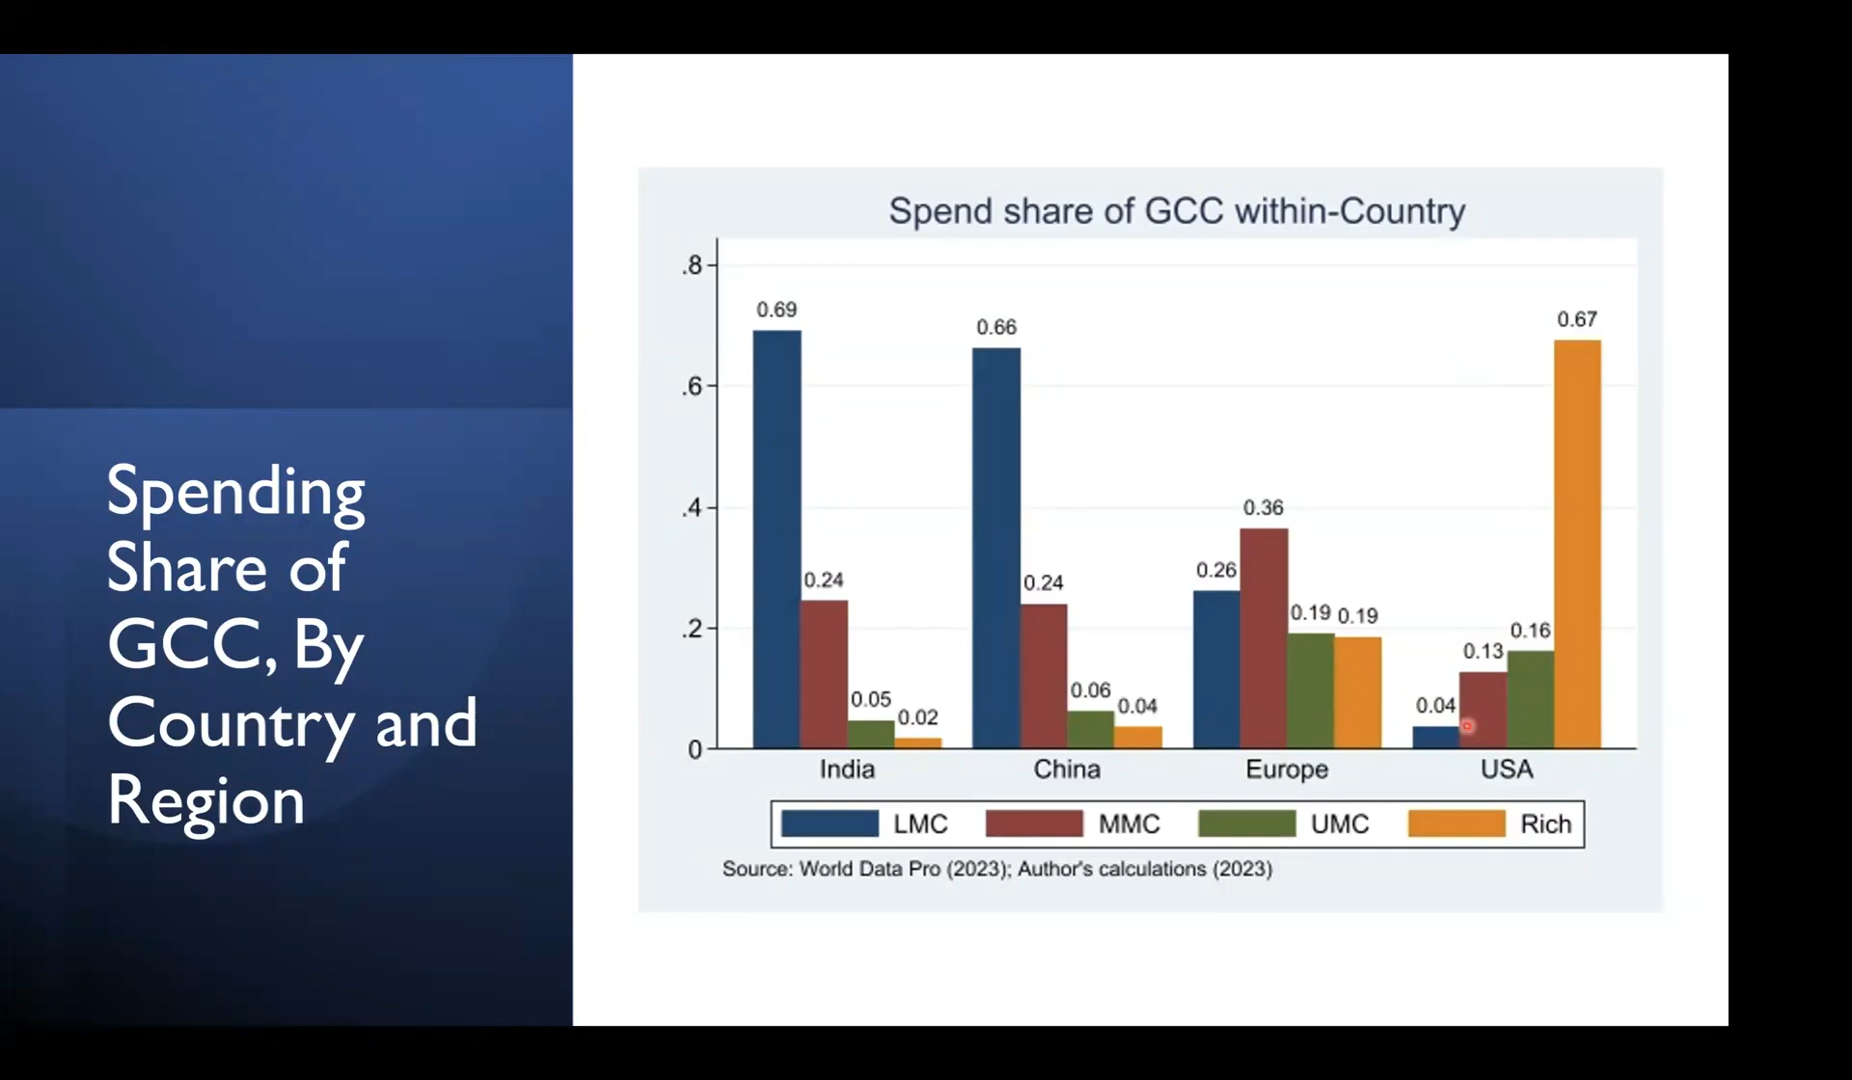 Spending
Share of
GCC, By
Country and
Region
Spend share of GCC within-Country
.8
.6
.4
.2
0
0.69
0.24
0.05
0.02
0.66
0.24
0.06
0.04
0.26
0.36
0.19
0.19
0.04
0.13
0.16
0.67
India China Europe USA
LMC MMC UMC Rich
Source: World Data Pro (2023); Author's calculations (2023)